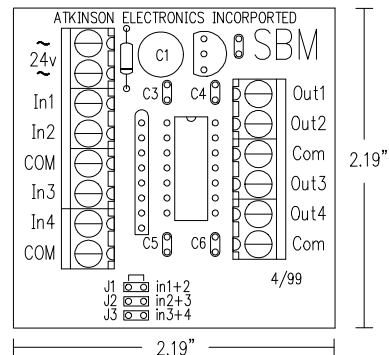 ATKINSON ELECTRONICS INCORPORATED
~
24v
~
In1
In2
COM
In3
In4
COM
C1
SBM
C3
C4
C5
C6
Out1
Out2
Com
Out3
Out4
Com
J1 in1+2
J2 in2+3
J3 in3+4
4/99
2.19"
2.19"